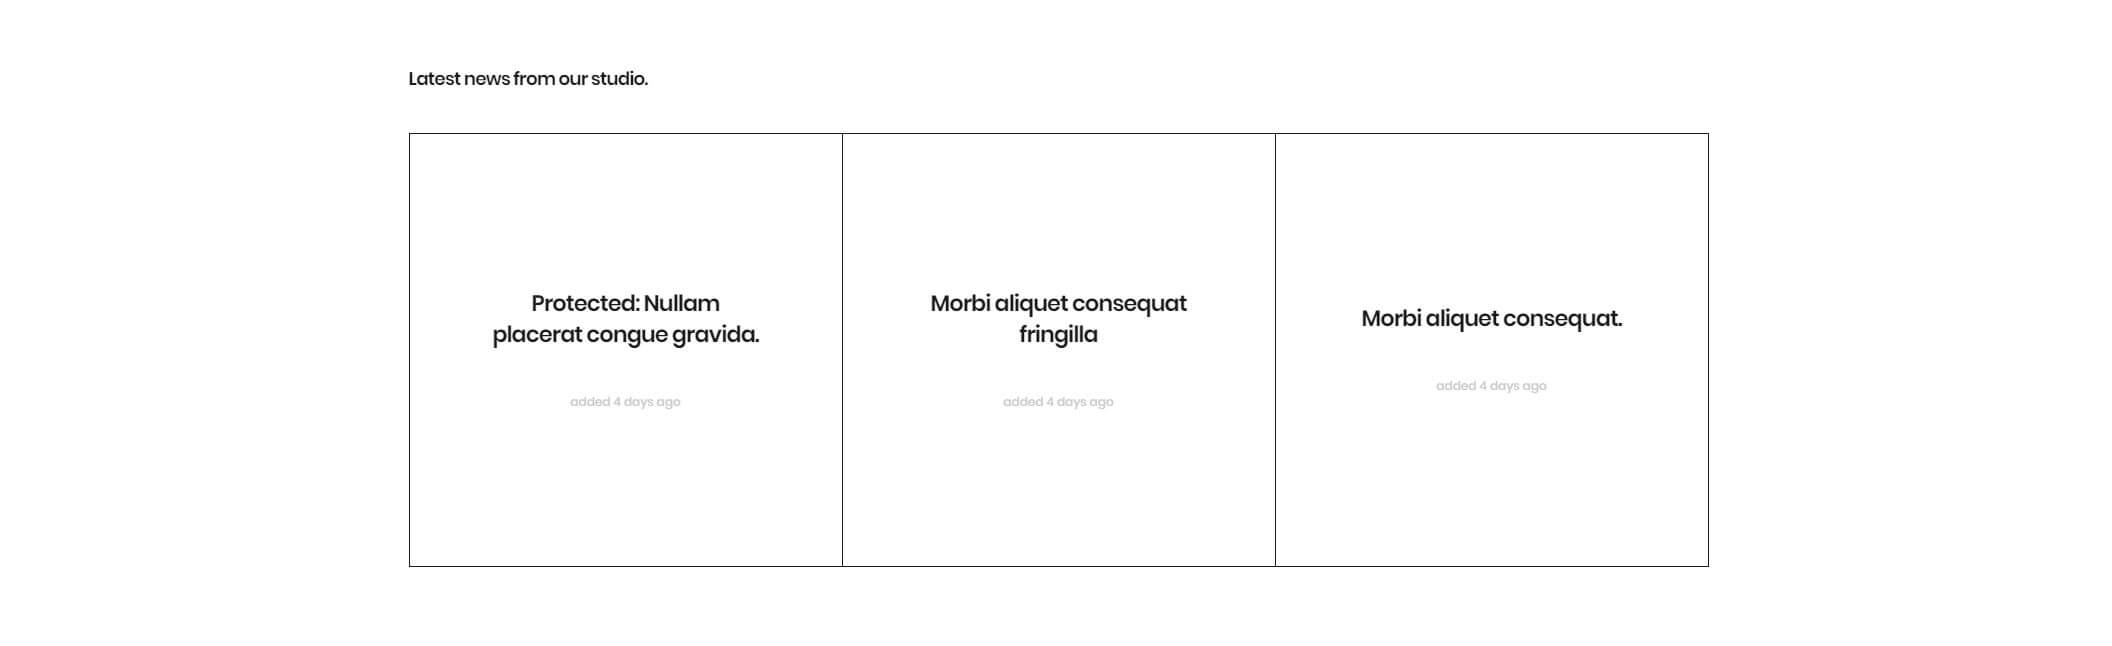 Latest news from our studio.
Protected: Nullam
placerat congue gravida.
added 4 days ago
Morbi aliquet consequat
fringilla
added 4 days ago
Morbi aliquet consequat.
added 4 days ago